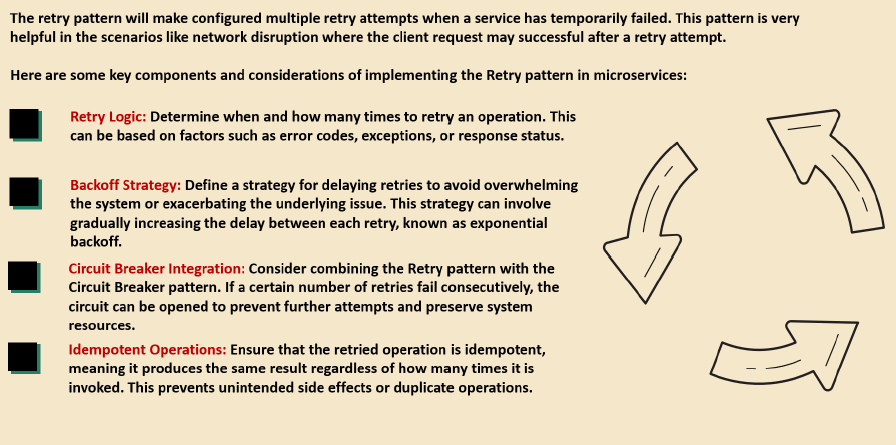 The retry pattern will make configured multiple retry attempts when a service has temporarily failed. This pattern is very
helpful in the scenarios like network disruption where the client request may successful after a retry attempt.
Here are some key components and considerations of implementing the Retry pattern in microservices:
Retry Logic: Determine when and how many times to retry an operation. This
can be based on factors such as error codes, exceptions, or response status.
Backoff Strategy: Define a strategy for delaying retries to avoid overwhelming
the system or exacerbating the underlying issue. This strategy can involve
gradually increasing the delay between each retry, known as exponential
backoff.
Circuit Breaker Integration: Consider combining the Retry pattern with the
Circuit Breaker pattern. If a certain number of retries fail consecutively, the
circuit can be opened to prevent further attempts and preserve system
resources.
Idempotent Operations: Ensure that the retried operation is idempotent,
meaning it produces the same result regardless of how many times it is
invoked. This prevents unintended side effects or duplicate operations.